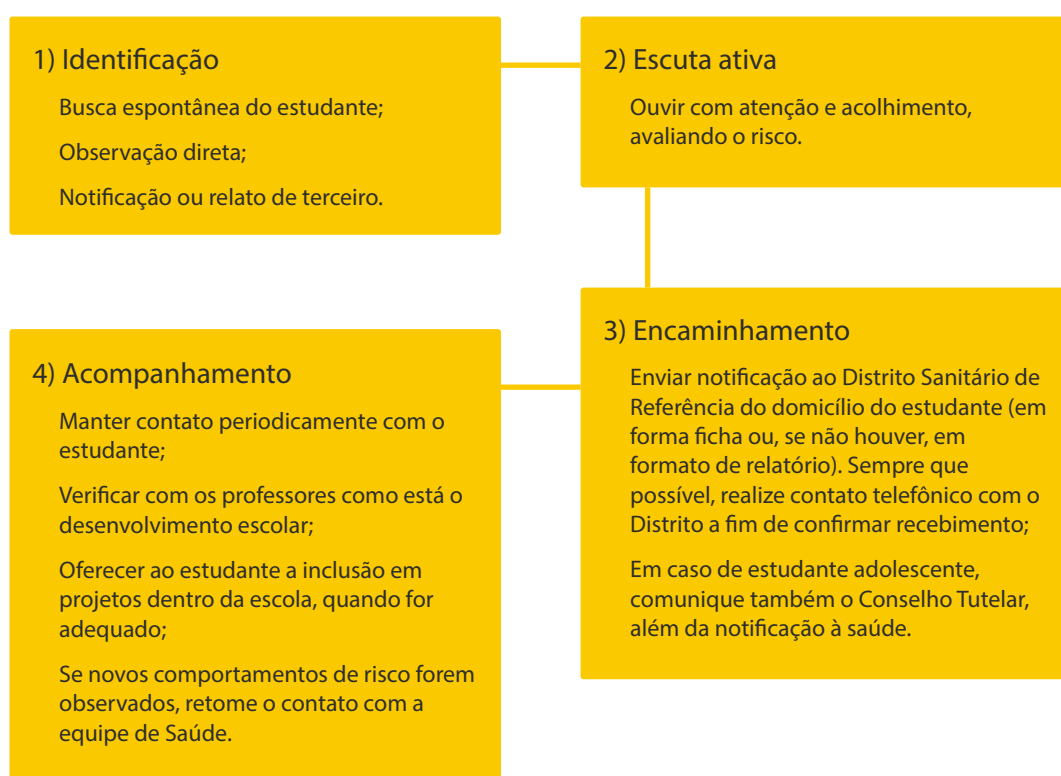 1) Identificação
Busca espontânea do estudante;
Observação direta;
Notificação ou relato de terceiro.
2) Escuta ativa
Ouvir com atenção e acolhimento,
avaliando o risco.
3) Encaminhamento
Enviar notificação ao Distrito Sanitário de
Referência do domicílio do estudante (em
forma ficha ou, se não houver, em
formato de relatório). Sempre que
possível, realize contato telefônico com o
Distrito a fim de confirmar recebimento;
Em caso de estudante adolescente,
comunique também o Conselho Tutelar,
além da notificação à saúde.
4) Acompanhamento
Manter contato periodicamente com o
estudante;
Verificar com os professores como está o
desenvolvimento escolar;
Oferecer ao estudante a inclusão em
projetos dentro da escola, quando for
adequado;
Se novos comportamentos de risco forem
observados, retome o contato com a
equipe de Saúde.